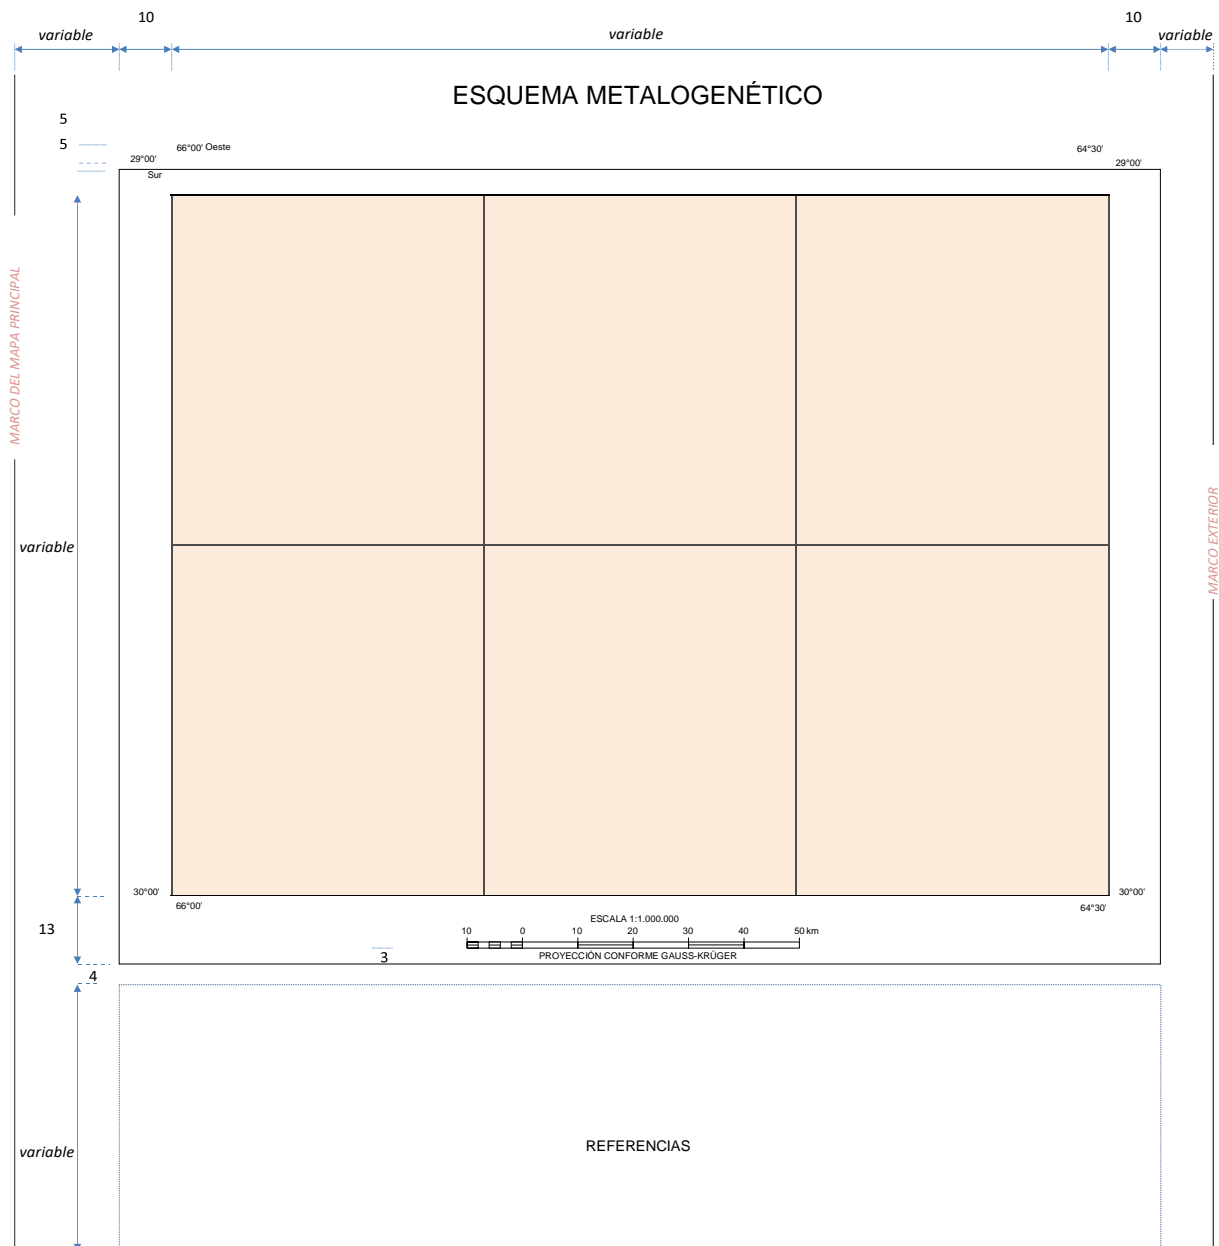 10
10
variable
variable
variable
ESQUEMA METALOGENÉTICO
5
5
66°00' Oeste
64°30'
29°00'
29°00'
Sur
MARCO DEL MAPA PRINCIPAL
MARCO EXTERIOR
variable
30°00'
30°00'
66°00'
64°30'
13
ESCALA 1:1.000.000
10 0 10 20 30 40 50 km
PROYECCIÓN CONFORME GAUSS-KRÜGER
3
4
variable
REFERENCIAS